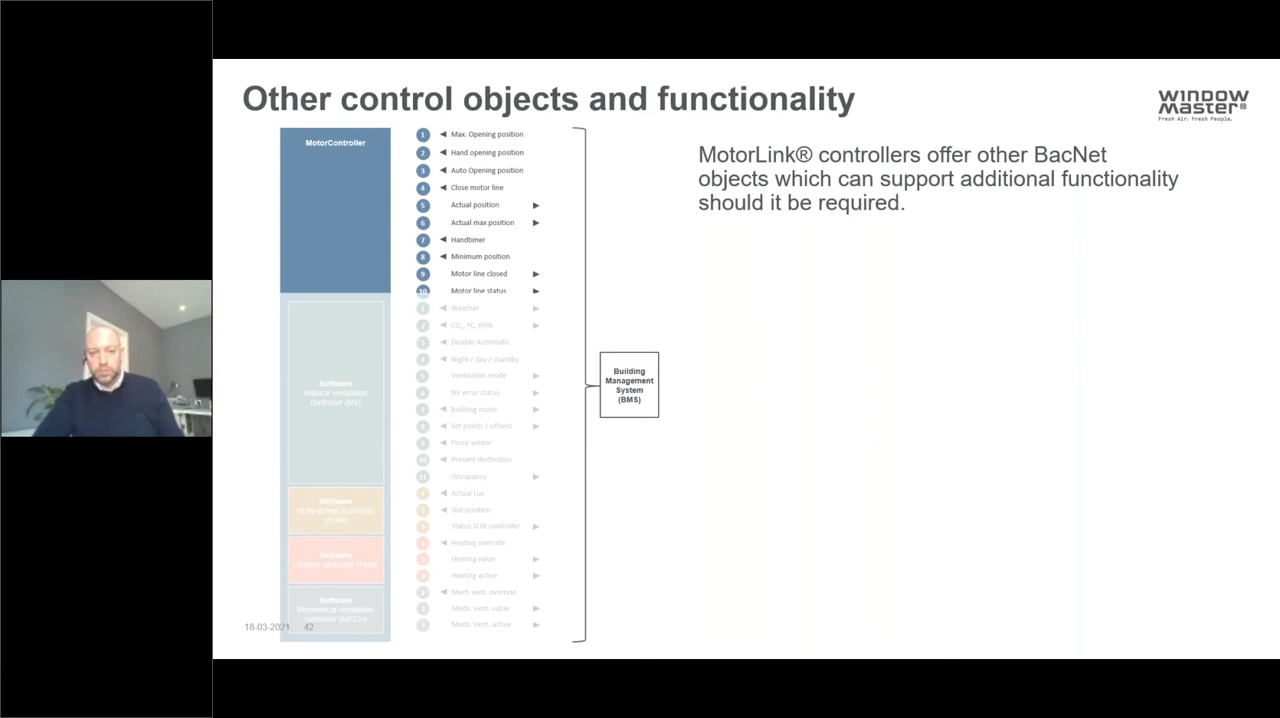 Other control objects and functionality
WINDOW
MASTER®
Fresh Air. Fresh People.
MotorController
1 ◄ Max. Opening position
2 ◄ Hand opening position
3 ◄ Auto Opening position
4 ◄ Close motor line
5 Actual position ►
6 Actual max position ►
7 ◄ Handtimer
8 ◄ Minimum position
9 Motor line closed ►
10 Motor line status ►
MotorLink® controllers offer other BacNet
objects which can support additional functionality
should it be required.
Software
Natural ventilation
controller (NV)
1 ◄ Weather ►
2 ◄ CO₂, °C, RH% ►
3 ◄ Disable Automatic
4 ◄ Night / day / standby
5 Ventilation mode ►
6 NV error status ►
◄ Building mode ►
8 ◄ Set points / offsets ►
9 ◄ Force winter
10 ◄ Present dectection
11 Occupancy ►
Building
Management
System
(BMS)
Software
SUN-screen controller
(SUN)
1 ◄ Actual Lux
2 ◄ Slot position
3 Status SUN controller ►
Software
Heating controller
1 ◄ Heating override
2 Heating value ►
3 Heating active ►
Software
Mechanical ventilation
controller (MECH)
1 ◄ Mech vent. override
2 Mech. Vent. value ►
3 Mech. Vent. active ►
18-03-2021 42